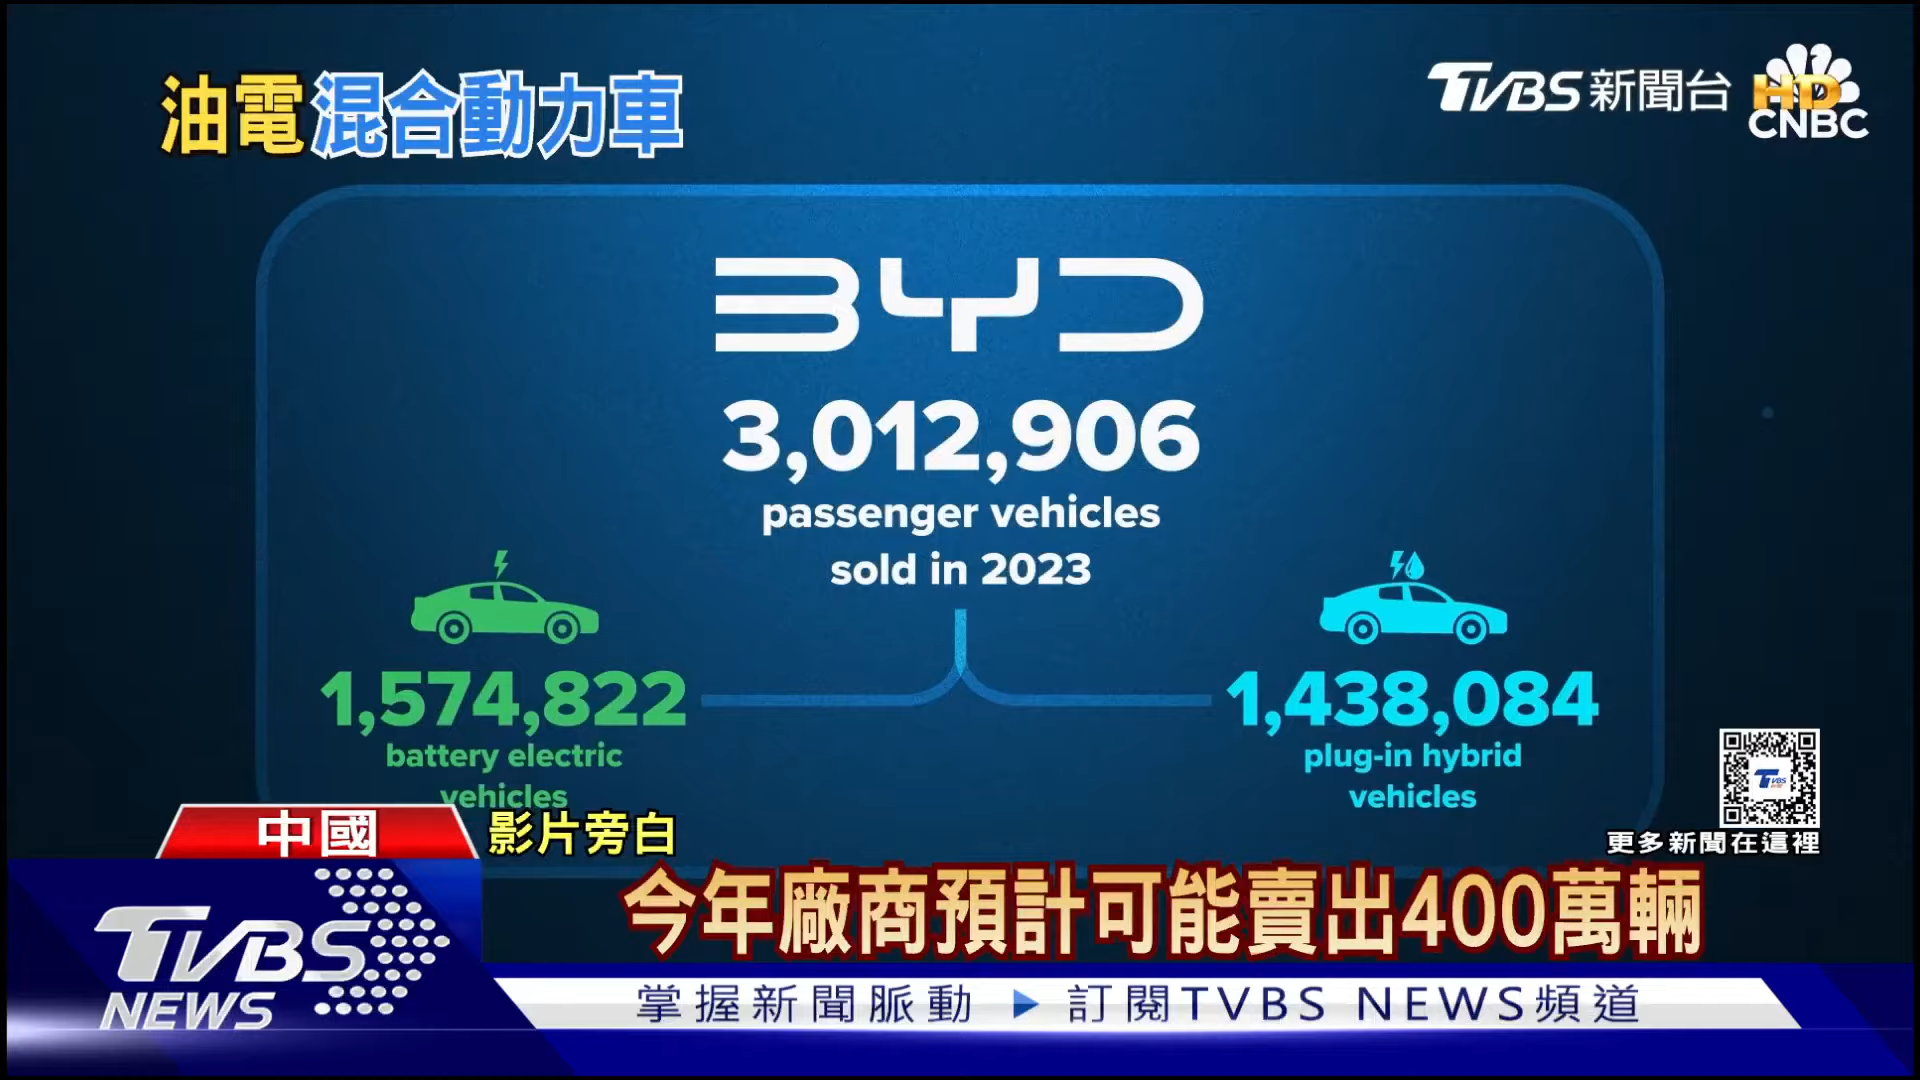 油電混合動力車
TVBS新聞台
HD
CNBC
BYD
3,012,906
passenger vehicles
sold in 2023
1,574,822
battery electric
vehicles
1,438,084
plug-in hybrid
vehicles
TVBS
更多新聞在這裡
中國
影片旁白
今年廠商預計可能賣出400萬輛
TVBS
NEWS
掌握新聞脈動 ▶ 訂閱TVBS NEWS頻道